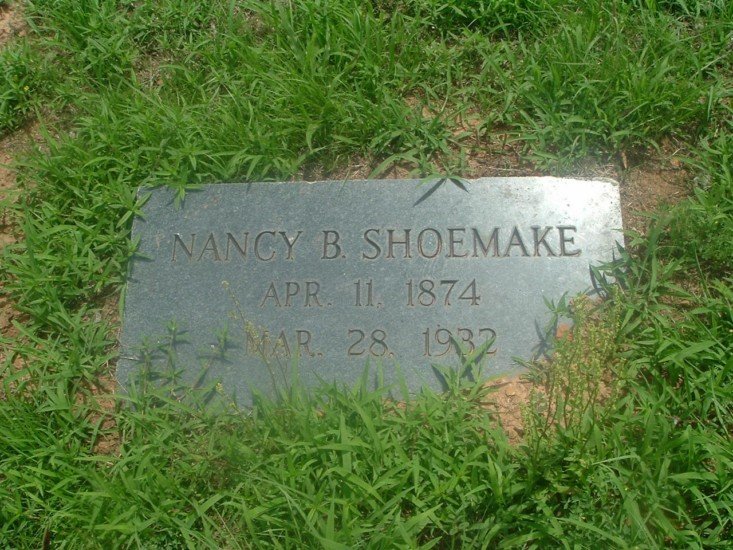 NANCY B. SHOEMAKE
APR. 11, 1874
MAR. 28, 1932